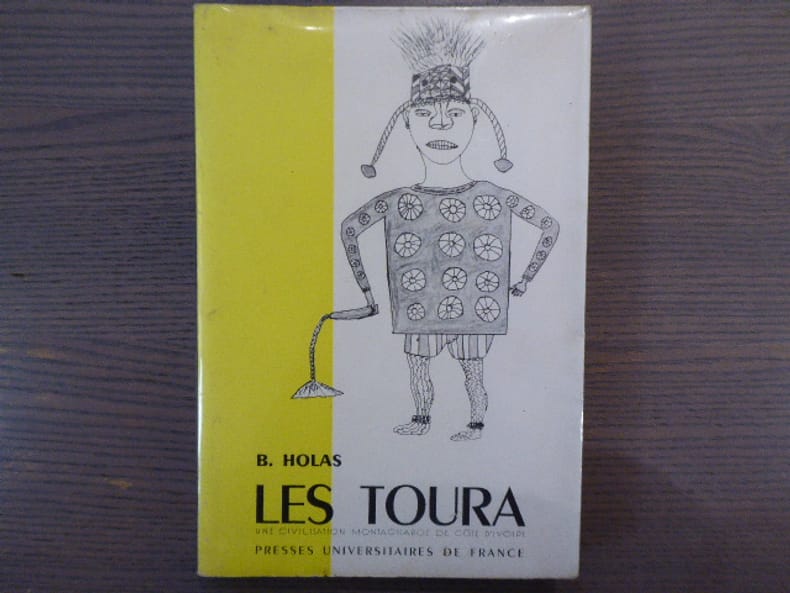 B. HOLAS
LES TOURA
UNE CIVILISATION MONTAGNARDE DE CÔTE D'IVOIRE
PRESSES UNIVERSITAIRES DE FRANCE